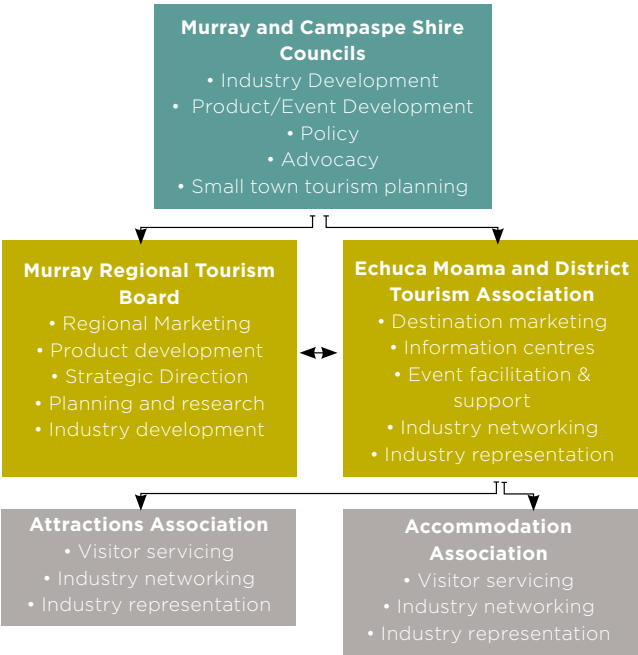 Murray and Campaspe Shire
Councils
• Industry Development
• Product/Event Development
• Policy
• Advocacy
• Small town tourism planning
Murray Regional Tourism
Board
• Regional Marketing
• Product development
• Strategic Direction
• Planning and research
• Industry development
Echuca Moama and District
Tourism Association
• Destination marketing
• Information centres
• Event facilitation &
support
• Industry networking
• Industry representation
Attractions Association
• Visitor servicing
• Industry networking
• Industry representation
Accommodation
Association
• Visitor servicing
• Industry networking
• Industry representation